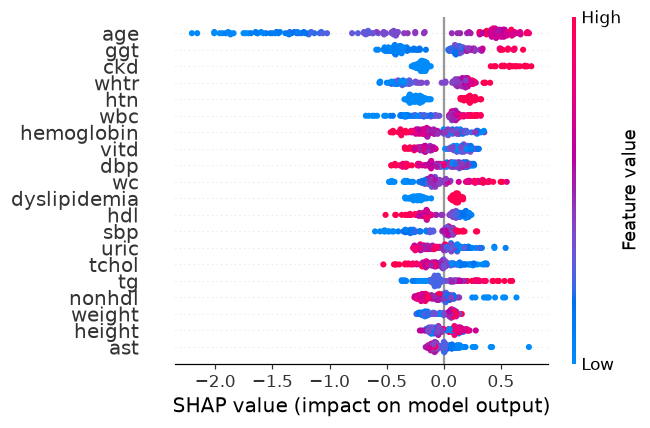 High
age
ggt
ckd
whtr
htn
wbc
hemoglobin
vitd
dbp
wc
dyslipidemia
hdl
sbp
uric
tchol
tg
nonhdl
weight
height
ast
Feature value
Low
−2.0 −1.5 −1.0 −0.5 0.0 0.5
SHAP value (impact on model output)